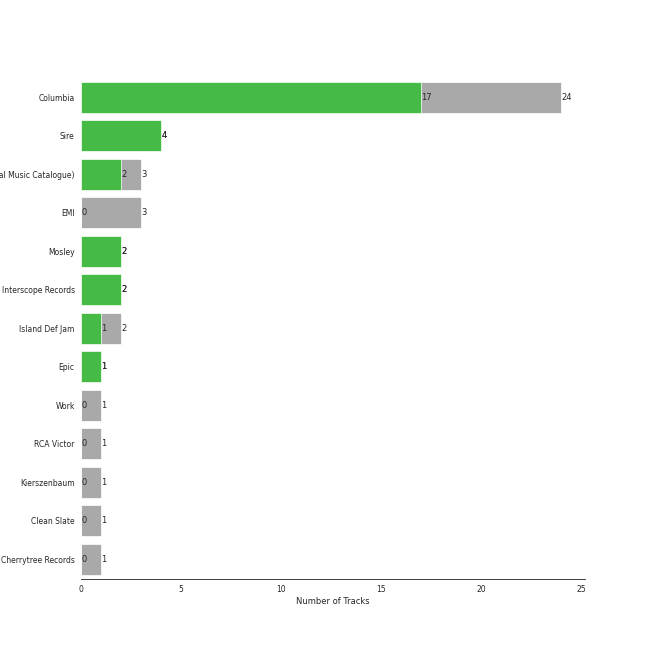 Columbia 17 24
Sire 4
al Music Catalogue) 2 3
EMI 0 3
Mosley 2
Interscope Records 2
Island Def Jam 1 2
Epic 1
Work 0 1
RCA Victor 0 1
Kierszenbaum 0 1
Clean Slate 0 1
Cherrytree Records 0 1
0 5 10 15 20 25
Number of Tracks